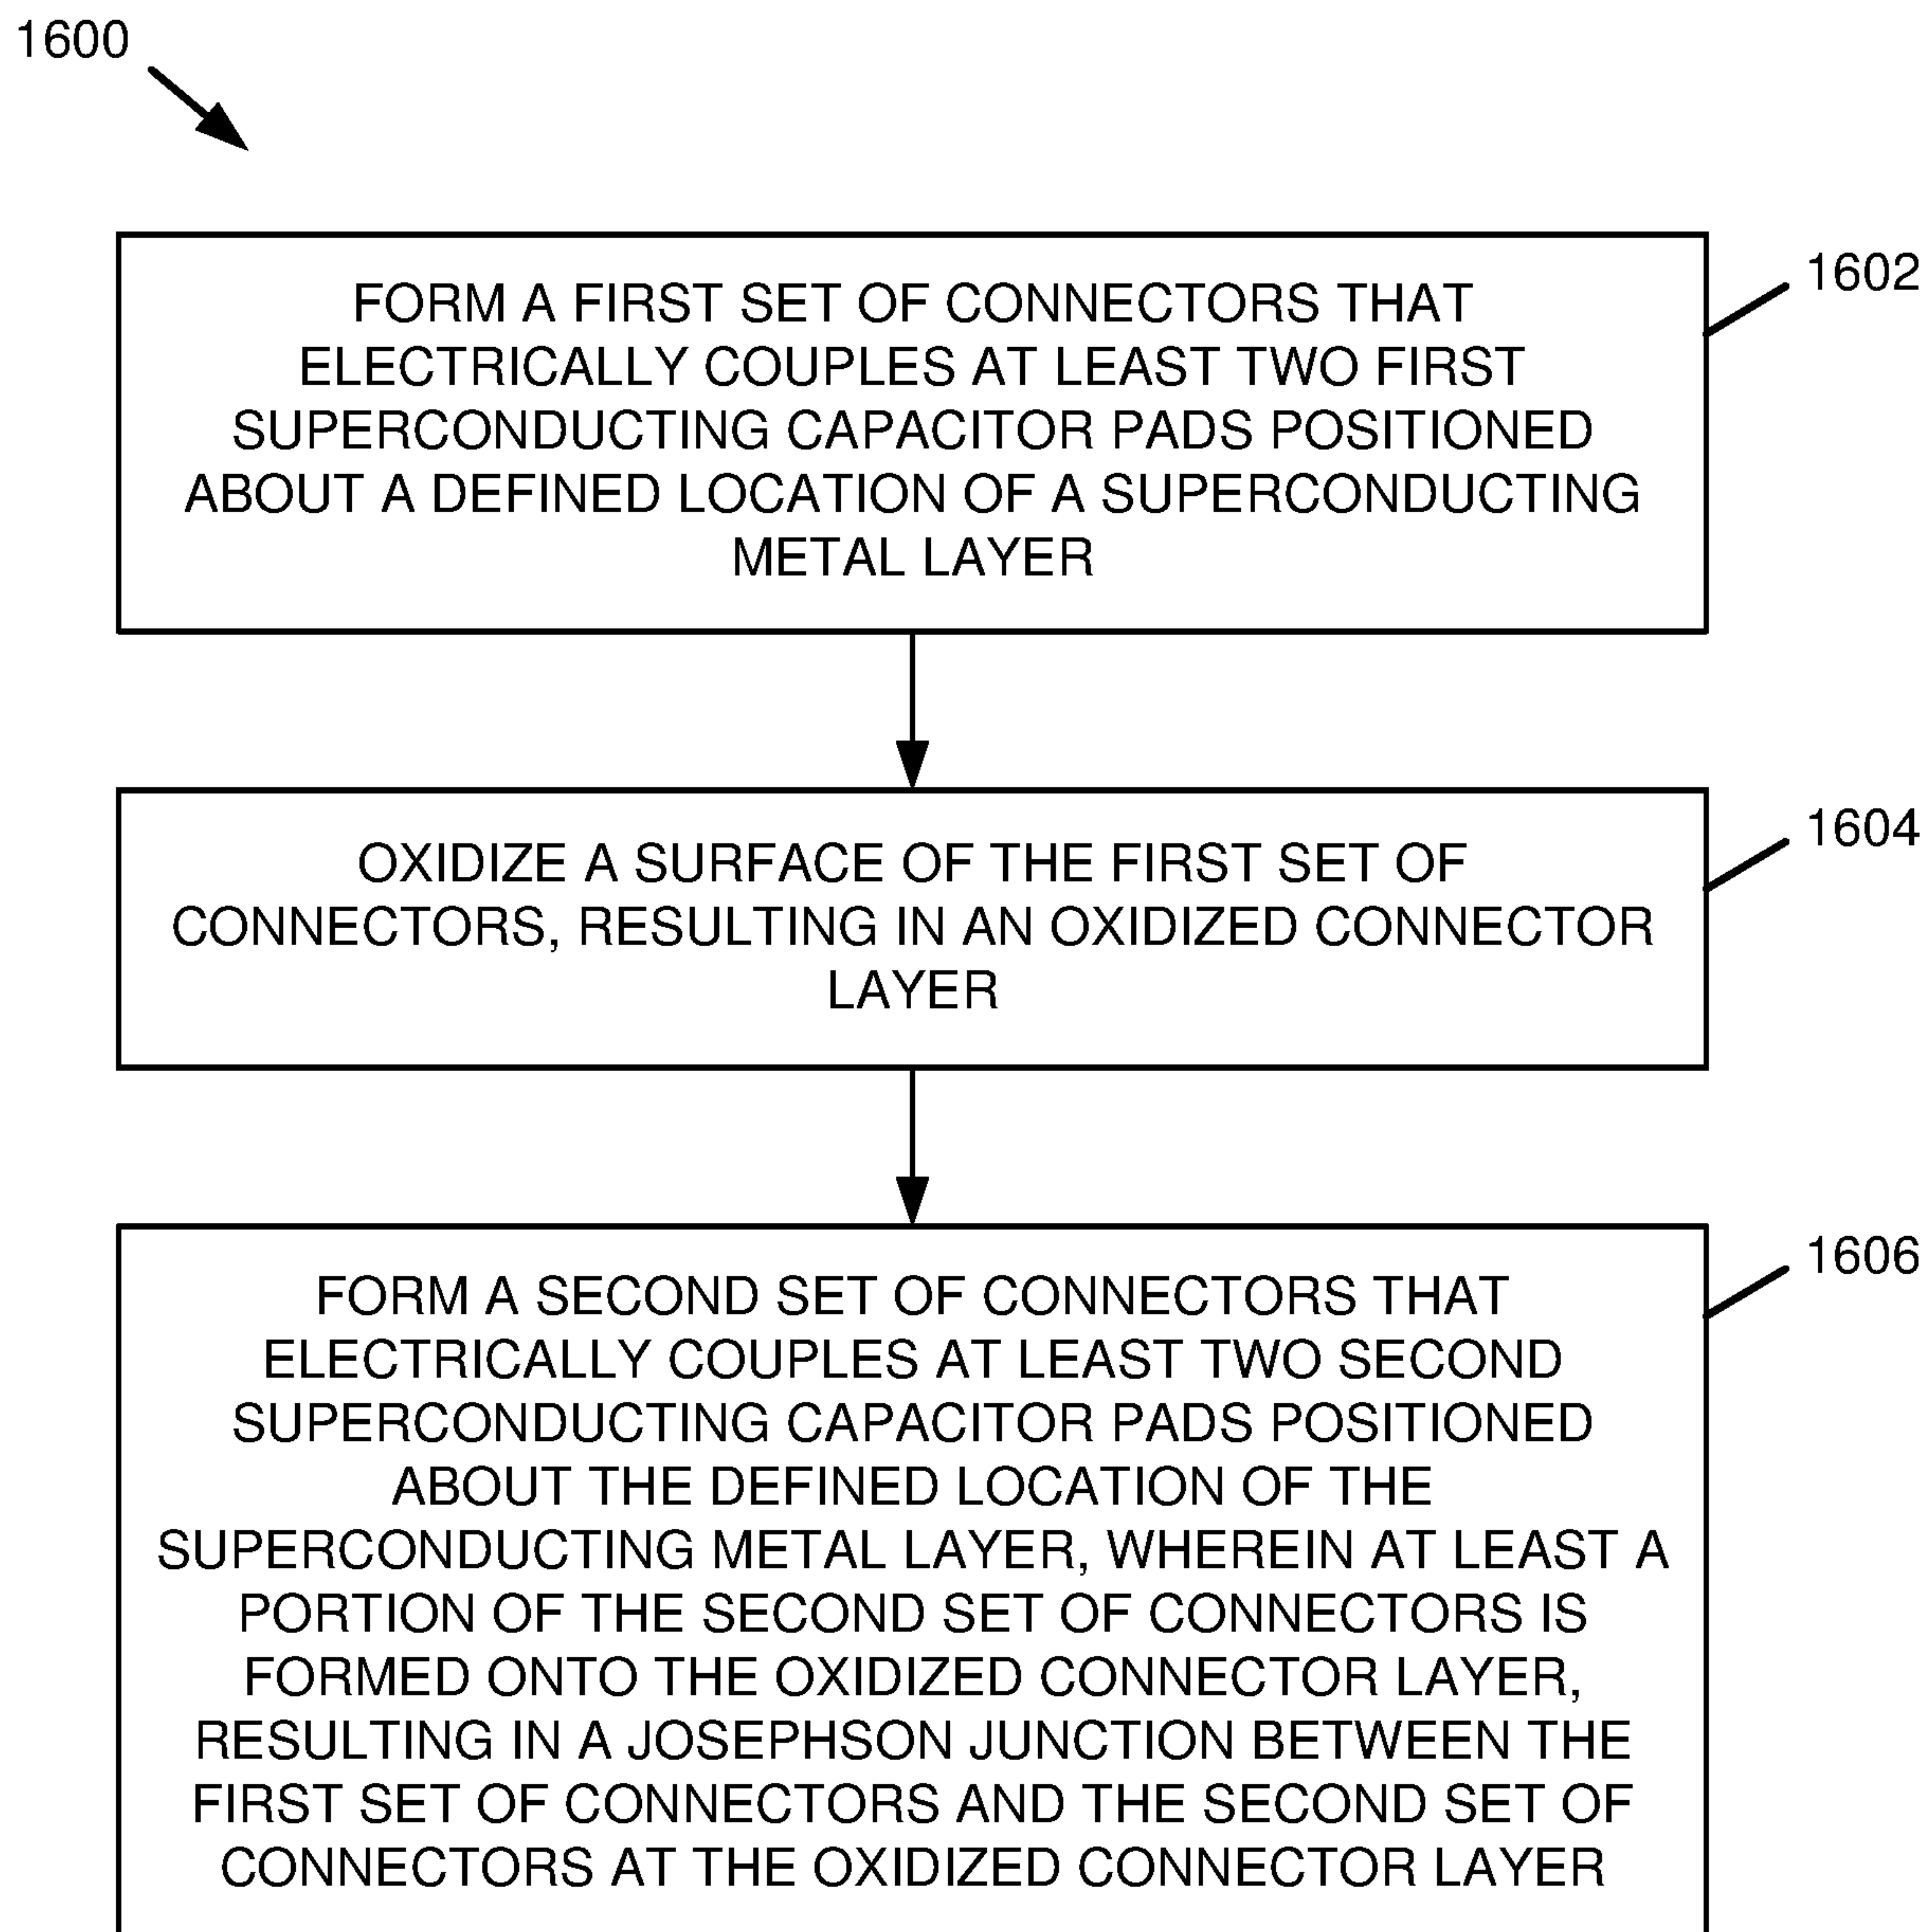 1600
FORM A FIRST SET OF CONNECTORS THAT
ELECTRICALLY COUPLES AT LEAST TWO FIRST
SUPERCONDUCTING CAPACITOR PADS POSITIONED
ABOUT A DEFINED LOCATION OF A SUPERCONDUCTING
METAL LAYER
1602
OXIDIZE A SURFACE OF THE FIRST SET OF
CONNECTORS, RESULTING IN AN OXIDIZED CONNECTOR
LAYER
1604
FORM A SECOND SET OF CONNECTORS THAT
ELECTRICALLY COUPLES AT LEAST TWO SECOND
SUPERCONDUCTING CAPACITOR PADS POSITIONED
ABOUT THE DEFINED LOCATION OF THE
SUPERCONDUCTING METAL LAYER, WHEREIN AT LEAST A
PORTION OF THE SECOND SET OF CONNECTORS IS
FORMED ONTO THE OXIDIZED CONNECTOR LAYER,
RESULTING IN A JOSEPHSON JUNCTION BETWEEN THE
FIRST SET OF CONNECTORS AND THE SECOND SET OF
CONNECTORS AT THE OXIDIZED CONNECTOR LAYER
1606